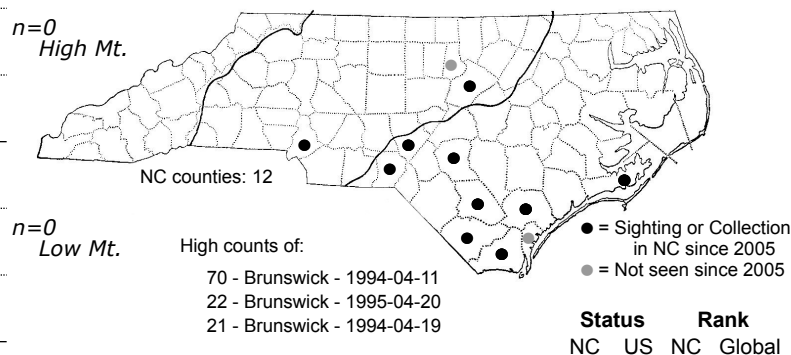 n=0
High Mt.
NC counties: 12
n=0
Low Mt.
High counts of:
70 - Brunswick - 1994-04-11
22 - Brunswick - 1995-04-20
21 - Brunswick - 1994-04-19
● = Sighting or Collection
in NC since 2005
● = Not seen since 2005
Status Rank
NC US NC Global